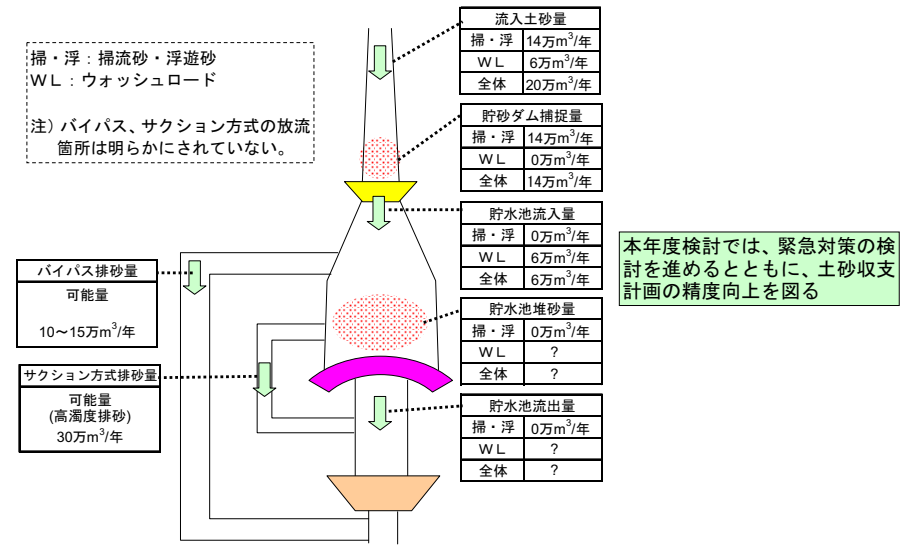 掃・浮：掃流砂・浮遊砂
ＷＬ：ウォッシュロード
注）バイパス、サクション方式の放流
箇所は明らかにされていない。
流入土砂量
掃・浮 14万m³/年
ＷＬ 6万m³/年
全体 20万m³/年
貯砂ダム捕捉量
掃・浮 14万m³/年
ＷＬ 0万m³/年
全体 14万m³/年
貯水池流入量
掃・浮 0万m³/年
ＷＬ 6万m³/年
全体 6万m³/年
本年度検討では、緊急対策の検
討を進めるとともに、土砂収支
計画の精度向上を図る
バイパス排砂量
可能量
10～15万m³/年
貯水池堆砂量
掃・浮 0万m³/年
ＷＬ ？
全体 ？
サクション方式排砂量
可能量
(高濁度排砂)
30万m³/年
貯水池流出量
掃・浮 0万m³/年
ＷＬ ？
全体 ？